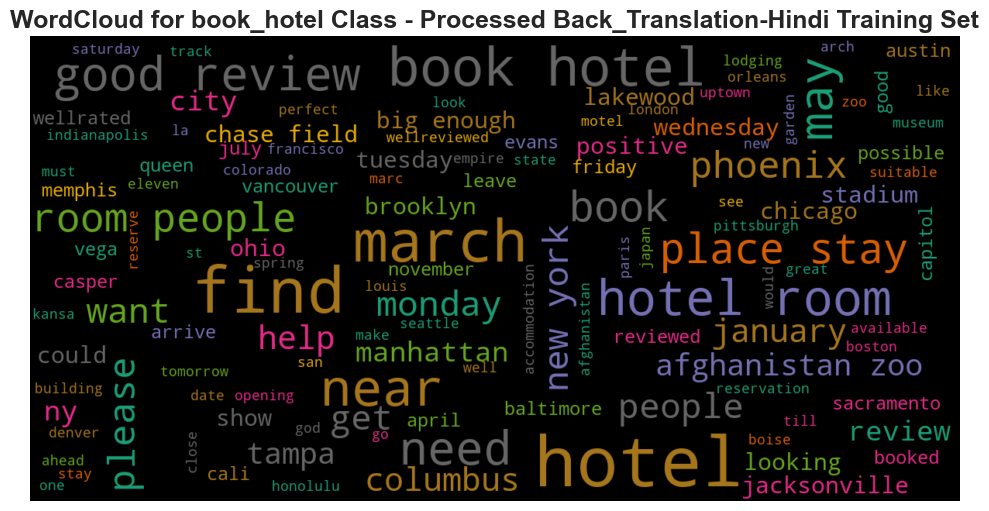 WordCloud for book_hotel Class - Processed Back_Translation-Hindi Training Set
saturday
track
good review
book hotel
lodging
arch
austin
orleans
may
good
like
city
perfect
look
lakewood
uptown
zoo
wellrated
chase field
big enough
london
motel
garden
museum
indianapolis
wellreviewed
evans
wednesday
la
july
francisco
tuesday
empire
state
positive
new
possible
must
queen
colorado
friday
phoenix
suitable
memphis
eleven
vancouver
marc
leave
stadium
room people
reserve
brooklyn
book
see
chicago
pittsburgh
capitol
vega
st
ohio
march
new york
paris
japan
place stay
casper
spring
find
november
accommodation
afghanistan
would
great
hotel room
kansa
want
louis
monday
seattle
arrive
help
make
reviewed
january
available
boston
could
san
manhattan
well
afghanistan zoo
building
tomorrow
near
reservation
please
date
opening
ny
show
god
get
april
baltimore
people
sacramento
denver
close
go
need
hotel
till
review
boise
ahead
tampa
looking
booked
stay
cali
columbus
one
honolulu
jacksonville